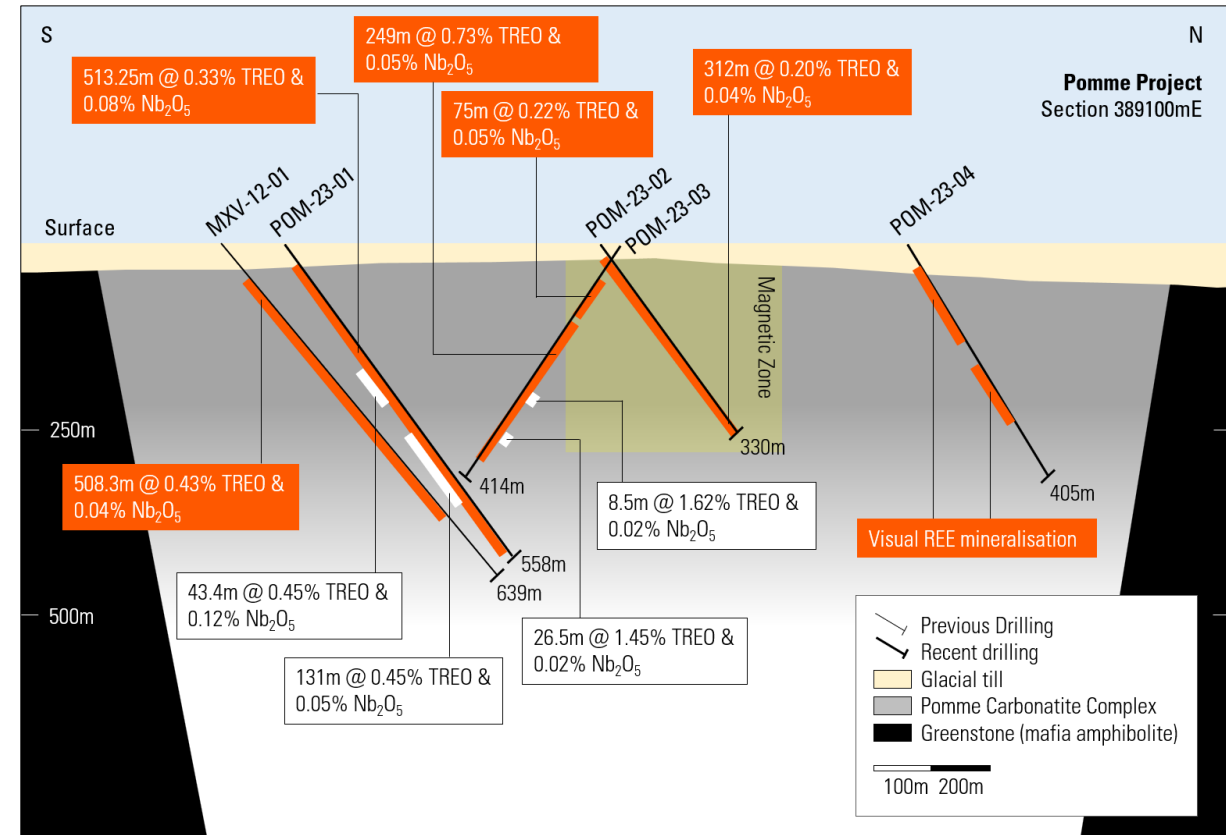 S
N
Pomme Project
Section 389100mE
249m @ 0.73% TREO &
0.05% Nb₂O₅
513.25m @ 0.33% TREO &
0.08% Nb₂O₅
75m @ 0.22% TREO &
0.05% Nb₂O₅
312m @ 0.20% TREO &
0.04% Nb₂O₅
Surface
MXV-12-01
POM-23-01
POM-23-02
POM-23-03
POM-23-04
Magnetic Zone
250m
330m
414m
405m
508.3m @ 0.43% TREO &
0.04% Nb₂O₅
8.5m @ 1.62% TREO &
0.02% Nb₂O₅
Visual REE mineralisation
558m
639m
43.4m @ 0.45% TREO &
0.12% Nb₂O₅
500m
26.5m @ 1.45% TREO &
0.02% Nb₂O₅
131m @ 0.45% TREO &
0.05% Nb₂O₅
Previous Drilling
Recent drilling
Glacial till
Pomme Carbonatite Complex
Greenstone (mafia amphibolite)
100m 200m